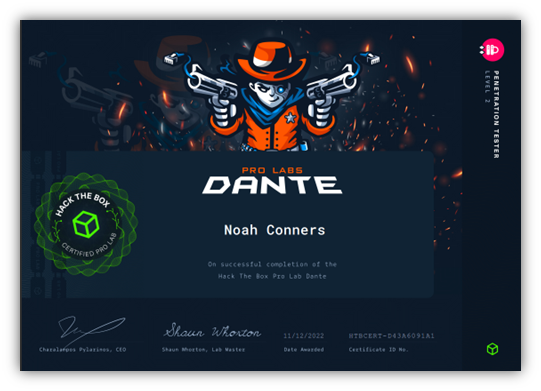 PENETRATION TESTER
LEVEL 2
PRO LABS
DANTE
HACK THE BOX
CERTIFIED PRO LAB
Noah Conners
On successful completion of the
Hack The Box Pro Lab Dante
Shaun Whorton
11/12/2022
HTBCERT-D43A6091A1
Charalampos Pylarinos, CEO
Shaun Whorton, Lab Master
Date Awarded
Certificate ID No.